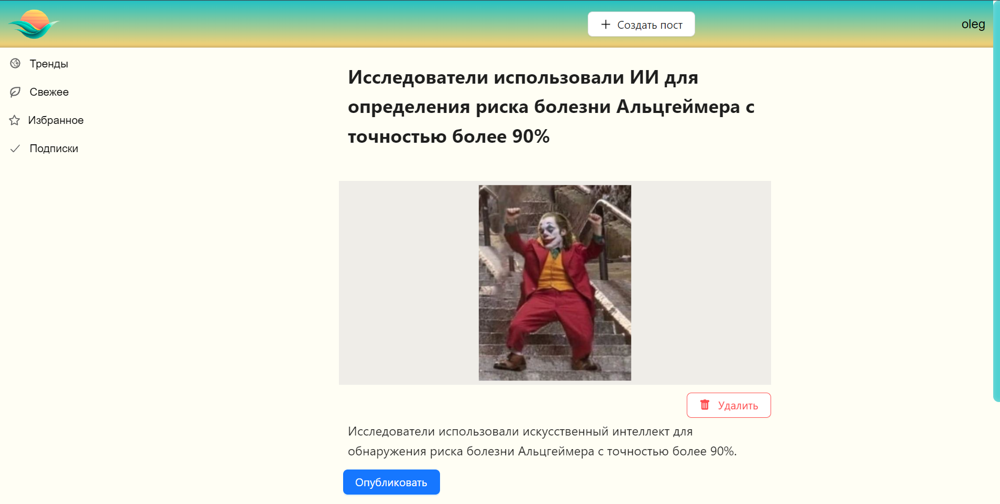 Создать пост
oleg
Тренды
Свежее
Избранное
Подписки
Исследователи использовали ИИ для
определения риска болезни Альцгеймера с
точностью более 90%
Удалить
Исследователи использовали искусственный интеллект для
обнаружения риска болезни Альцгеймера с точностью более 90%.
Опубликовать